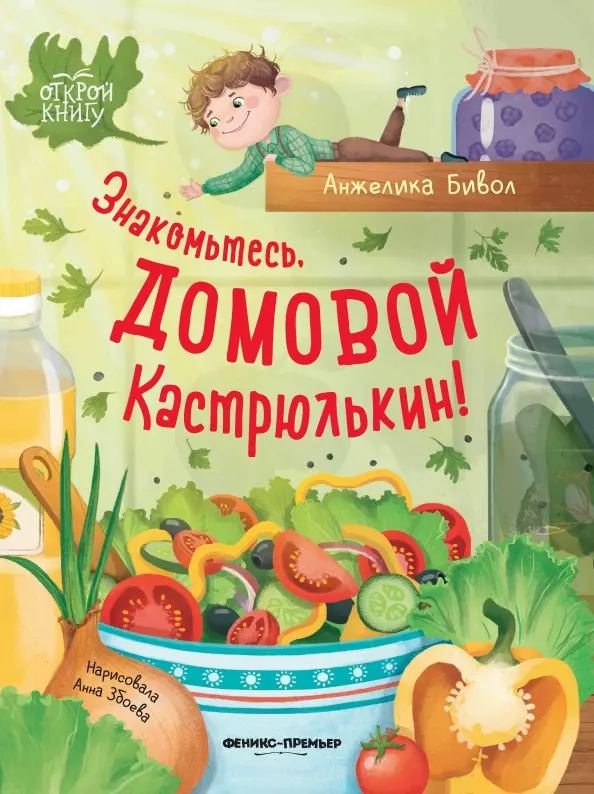 ОТКРОЙ
КНИГУ
Анжелика Бивол
Знакомьтесь,
ДОМОВОЙ
Кастрюлькин!
Нарисовала
Анна Збоева
ФЕНИКС-ПРЕМЬЕР